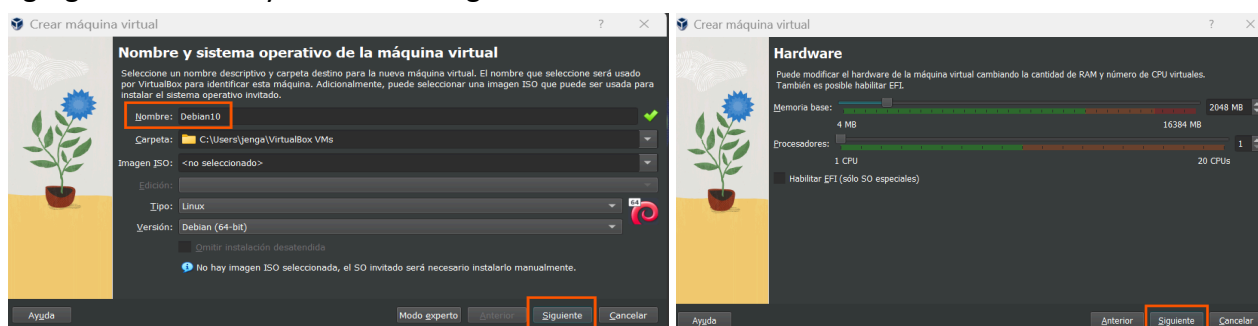 Crear máquina virtual
Nombre y sistema operativo de la máquina virtual
Seleccione un nombre descriptivo y carpeta destino para la nueva máquina virtual. El nombre que seleccione será usado
por VirtualBox para identificar esta máquina. Adicionalmente, puede seleccionar una imagen ISO que puede ser usada para
instalar el sistema operativo invitado.
Nombre: Debian10
Carpeta: C:\Users\jenga\VirtualBox VMs
Imagen ISO: <no seleccionado>
Edición:
Tipo: Linux
Versión: Debian (64-bit)
64
Omitir instalación desatendida
No hay imagen ISO seleccionada, el SO invitado será necesario instalarlo manualmente.
Ayuda Modo experto Anterior Siguiente Cancelar
Crear máquina virtual
Hardware
Puede modificar el hardware de la máquina virtual cambiando la cantidad de RAM y número de CPU virtuales.
También es posible habilitar EFI.
Memoria base: 2048 MB
4 MB 16384 MB
Procesadores: 1
1 CPU 20 CPUs
Habilitar EFI (sólo SO especiales)
Ayuda Anterior Siguiente Cancelar